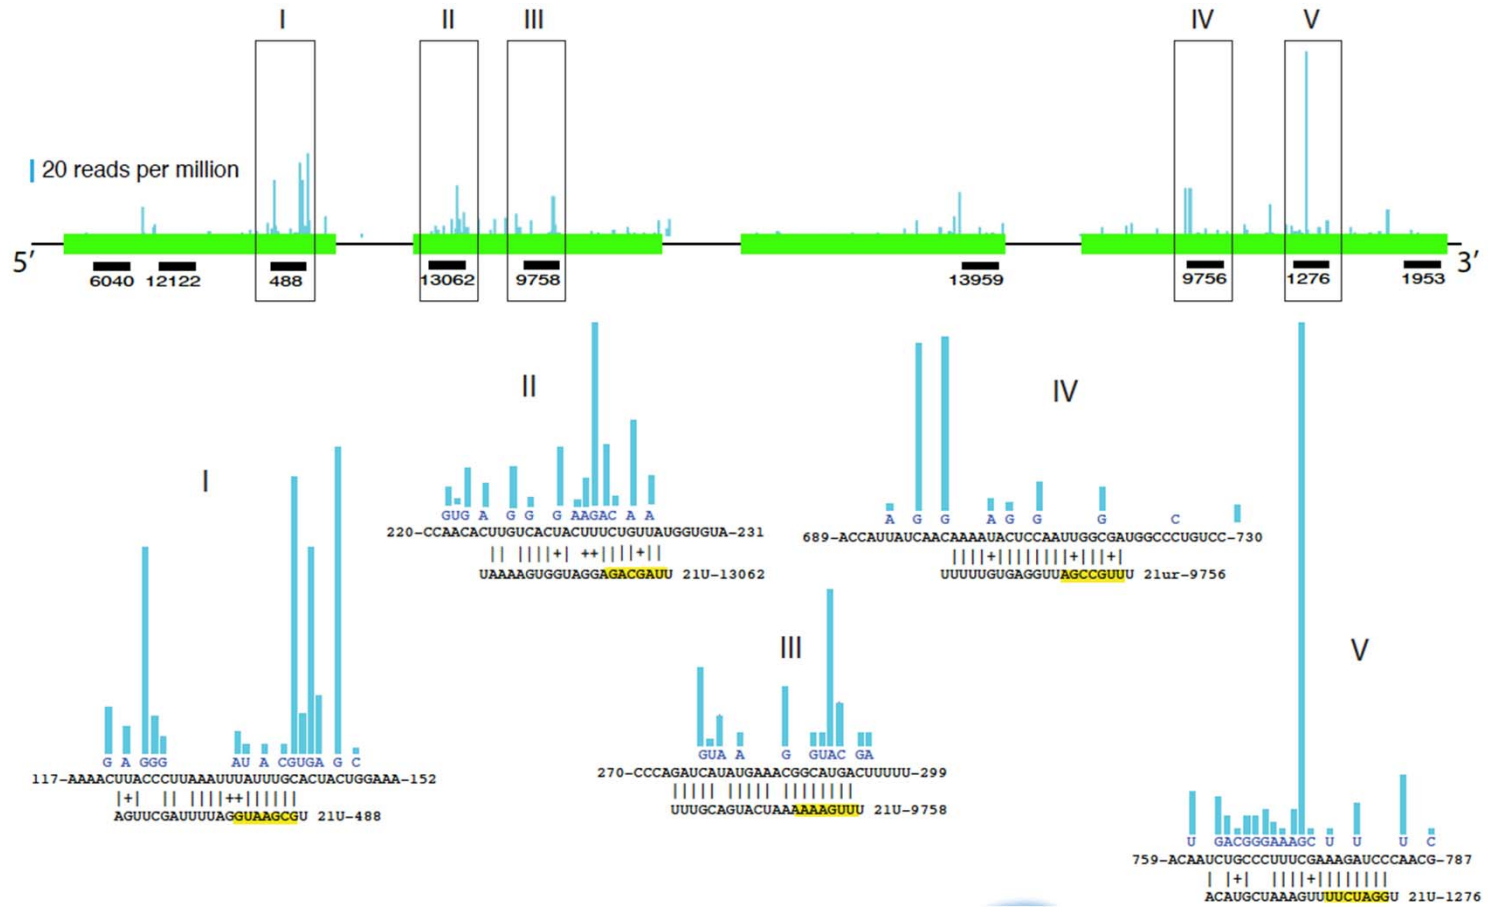 I II III IV V
20 reads per million
5′ 3′
6040 12122 488 13062 9758 13959 9756 1276 1953
II
GUG A G G G AAGAC A A
220-CCAACACUUGUCACUACUUUCUGUUAUGGUGUA-231
|| ||||+| ++||||+||
UAAAAGUGGUAGGAGACGAUU 21U-13062
IV
A G G A G G G C
689-ACCAUUAUCAACAAAAUACUCCAAUUGGCGAUGGCCCUGUCC-730
||||+||||||||+|||+|
UUUUUGUGAGGUUAGCCGUUU 21ur-9756
I
G A GGG AU A CGUGA G C
117-AAAACUUACCCUUAAAUUUAUUUGCACUACUGGAAA-152
|+| || ||||++||||||
AGUUCGAUUUUAGGUAAGCGU 21U-488
III
GUA A G GUAC GA
270-CCCAGAUCAUAUGAAACGGCAUGACUUUUU-299
||||| ||||| ||||||||
UUUGCAGUACUAAAAAAAGUUU 21U-9758
V
U GACGGGAAAGC U U U C
759-ACAAUCUGCCCUUUCGAAAGAUCCCAACG-787
| |+| ||||+||||||||
ACAUGCUAAAGUUUUCUAGGU 21U-1276